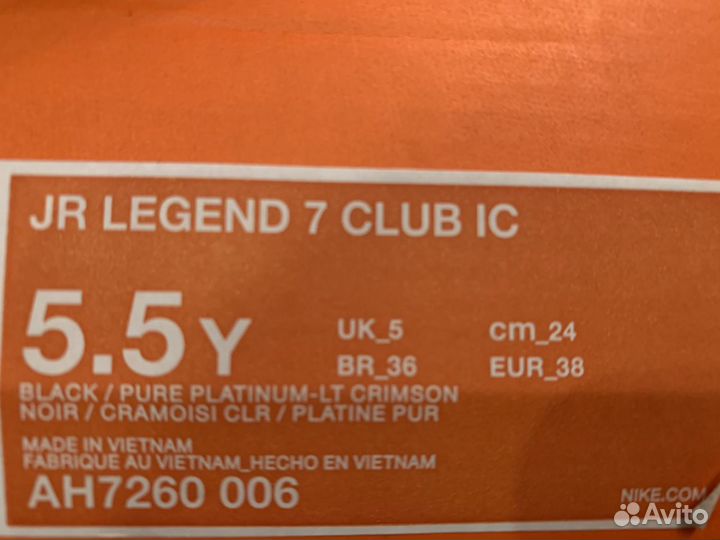 JR LEGEND 7 CLUB IC
5.5Y
UK_5 cm_24
BR_36 EUR_38
BLACK / PURE PLATINUM-LT CRIMSON
NOIR / CRAMOISI CLR / PLATINE PUR
MADE IN VIETNAM
FABRIQUE AU VIETNAM_HECHO EN VIETNAM
AH7260 006
NIKE.COM
Avito